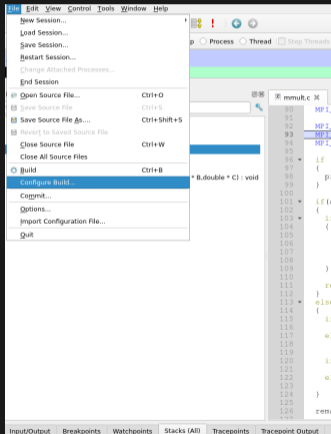 File Edit View Control Tools Window Help
New Session...
Load Session...
Save Session...
Restart Session...
Change Attached Processes...
End Session
Open Source File... Ctrl+O
Save Source File Ctrl+S
Save Source File As.... Ctrl+Shift+S
Revert to Saved Source File
Close Source File Ctrl+W
Close All Source Files
Build Ctrl+B
Configure Build...
Commit...
Options...
Import Configuration File...
Quit
p Process Thread Stop Threads
* B,double * C) : void
mmult.c
90 MPI_
91
92 MPI_
93 MPI_
94 MPI_
95
96 if
97 {
98 p
99 }
100
101 if(
102 {
103 i
104 {
105
106
107
108
109 }
110
111 re
112 }
113 else
114 {
115 i
116
117 e
118
119
120 i
121
122 e
123
124 }
125
126 rem
Input/Output Breakpoints Watchpoints Stacks (All) Tracepoints Tracepoint Output